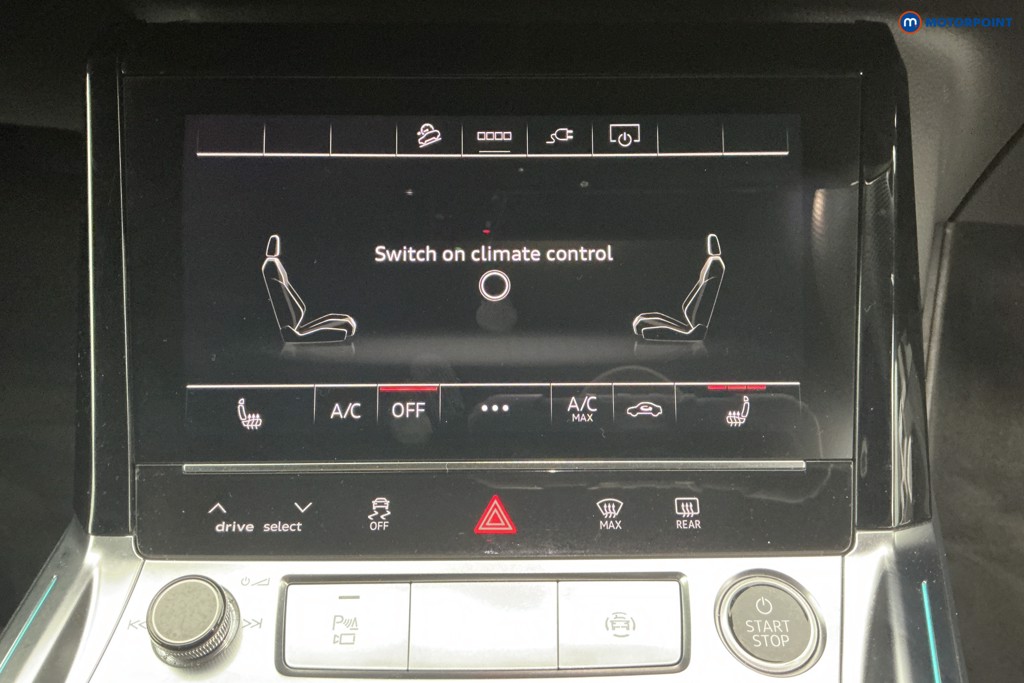 m MOTORPOINT
Switch on climate control
A/C OFF ••• A/C MAX
drive select OFF MAX REAR
P
START
STOP